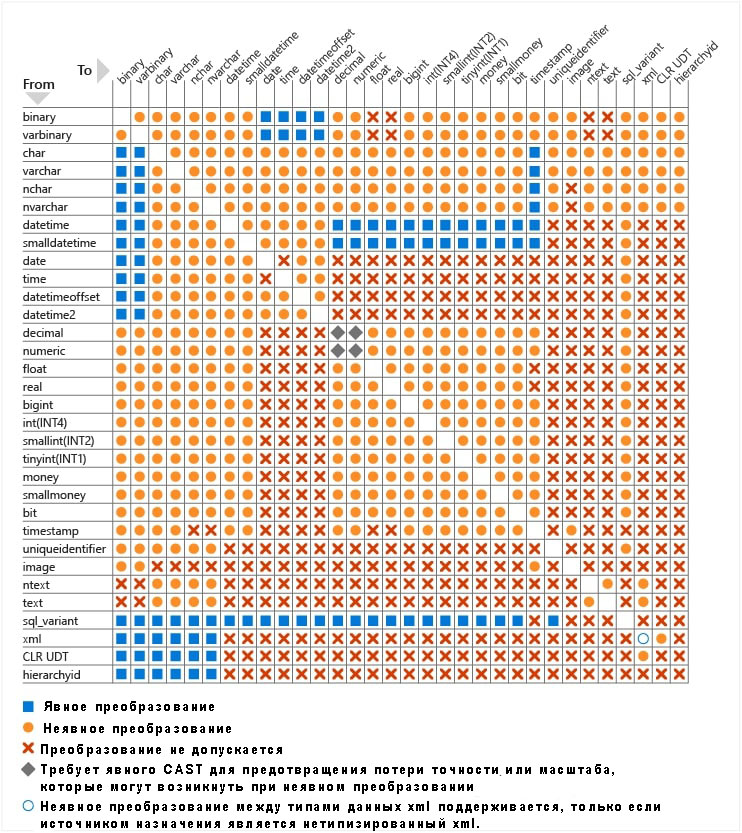 To
From
binary
varbinary
char
varchar
nchar
nvarchar
datetime
smalldatetime
date
time
datetimeoffset
datetime2
decimal
numeric
float
real
bigint
int(INT4)
smallint(INT2)
tinyint(INT1)
money
smallmoney
bit
timestamp
uniqueidentifier
image
ntext
text
sql_variant
xml
CLR UDT
hierarchyid
binary
varbinary
char
varchar
nchar
nvarchar
datetime
smalldatetime
date
time
datetimeoffset
datetime2
decimal
numeric
float
real
bigint
int(INT4)
smallint(INT2)
tinyint(INT1)
money
smallmoney
bit
timestamp
uniqueidentifier
image
ntext
text
sql_variant
xml
CLR UDT
hierarchyid
Явное преобразование
Неявное преобразование
Преобразование не допускается
Требует явного CAST для предотвращения потери точности или масштаба,
которые могут возникнуть при неявном преобразовании
Неявное преобразование между типами данных xml поддерживается, только если
источником назначения является нетипизированный xml.